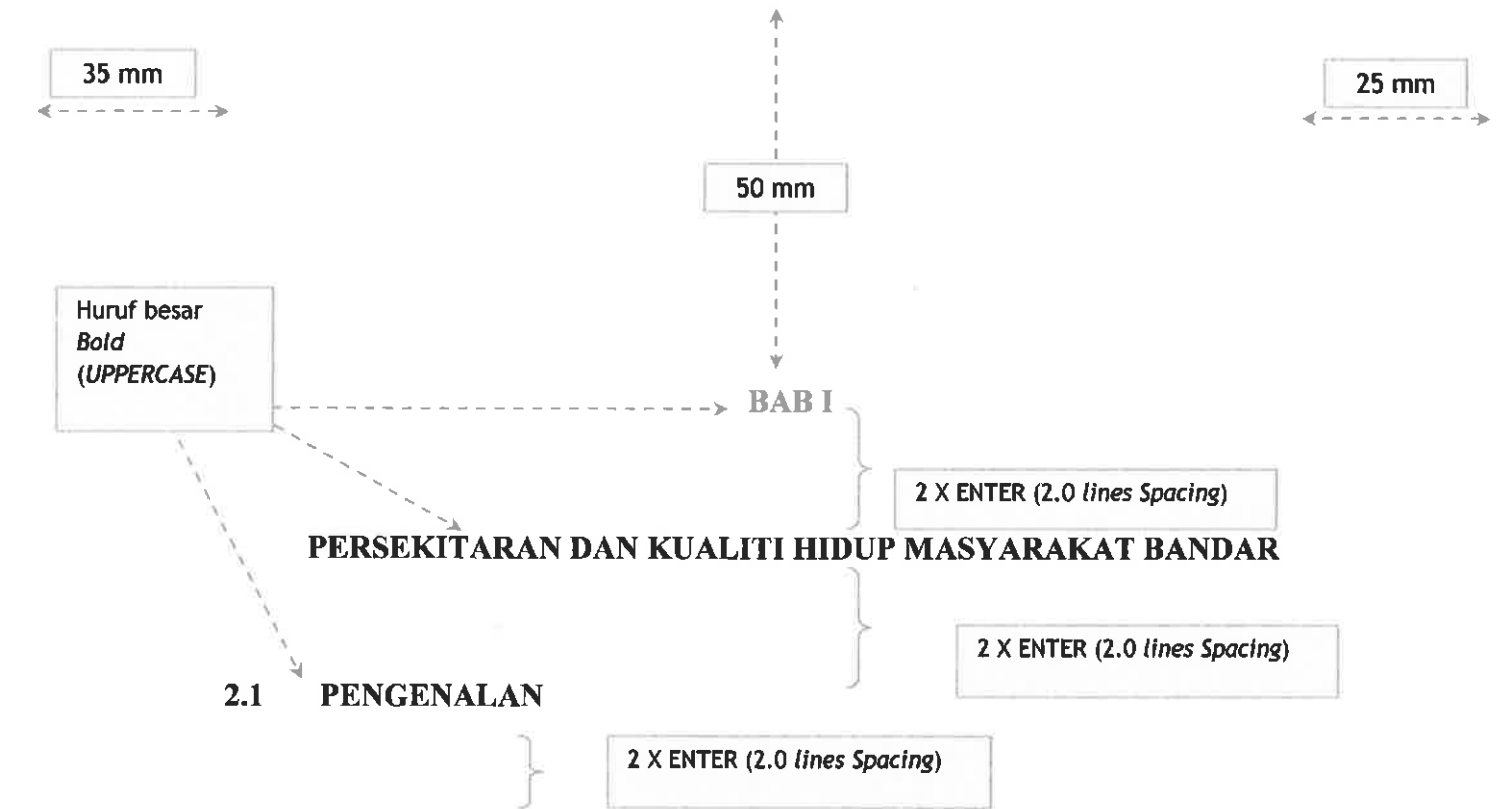 35 mm
25 mm
50 mm
Huruf besar
Bold
(UPPERCASE)
BAB I
2 X ENTER (2.0 lines Spacing)
PERSEKITARAN DAN KUALITI HIDUP MASYARAKAT BANDAR
2 X ENTER (2.0 lines Spacing)
2.1 PENGENALAN
2 X ENTER (2.0 lines Spacing)